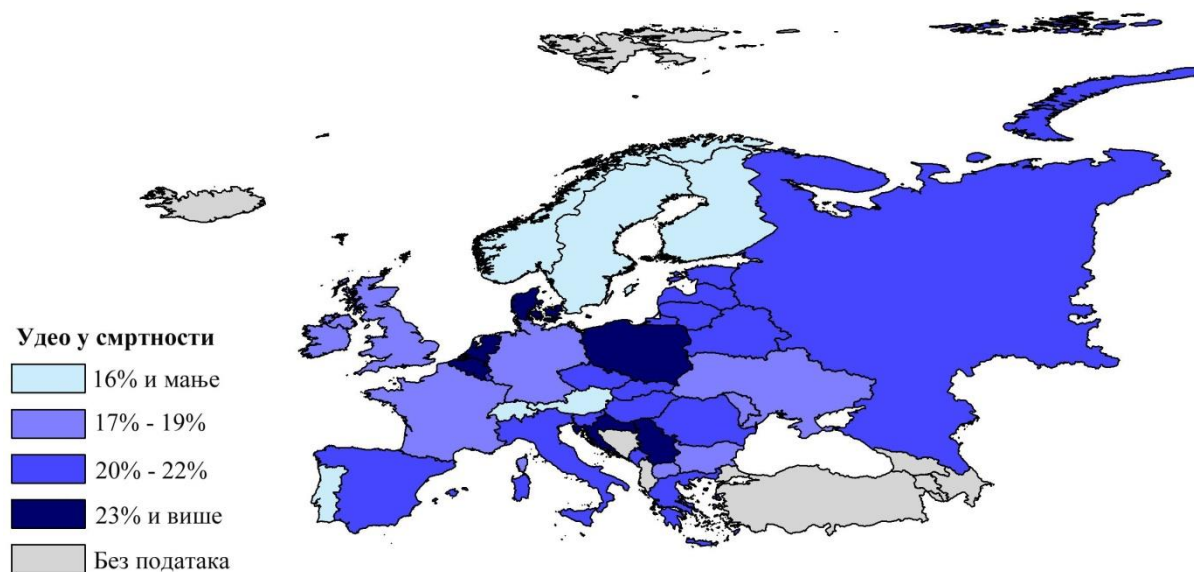 Удео у смртности
16% и мање
17% - 19%
20% - 22%
23% и више
Без података